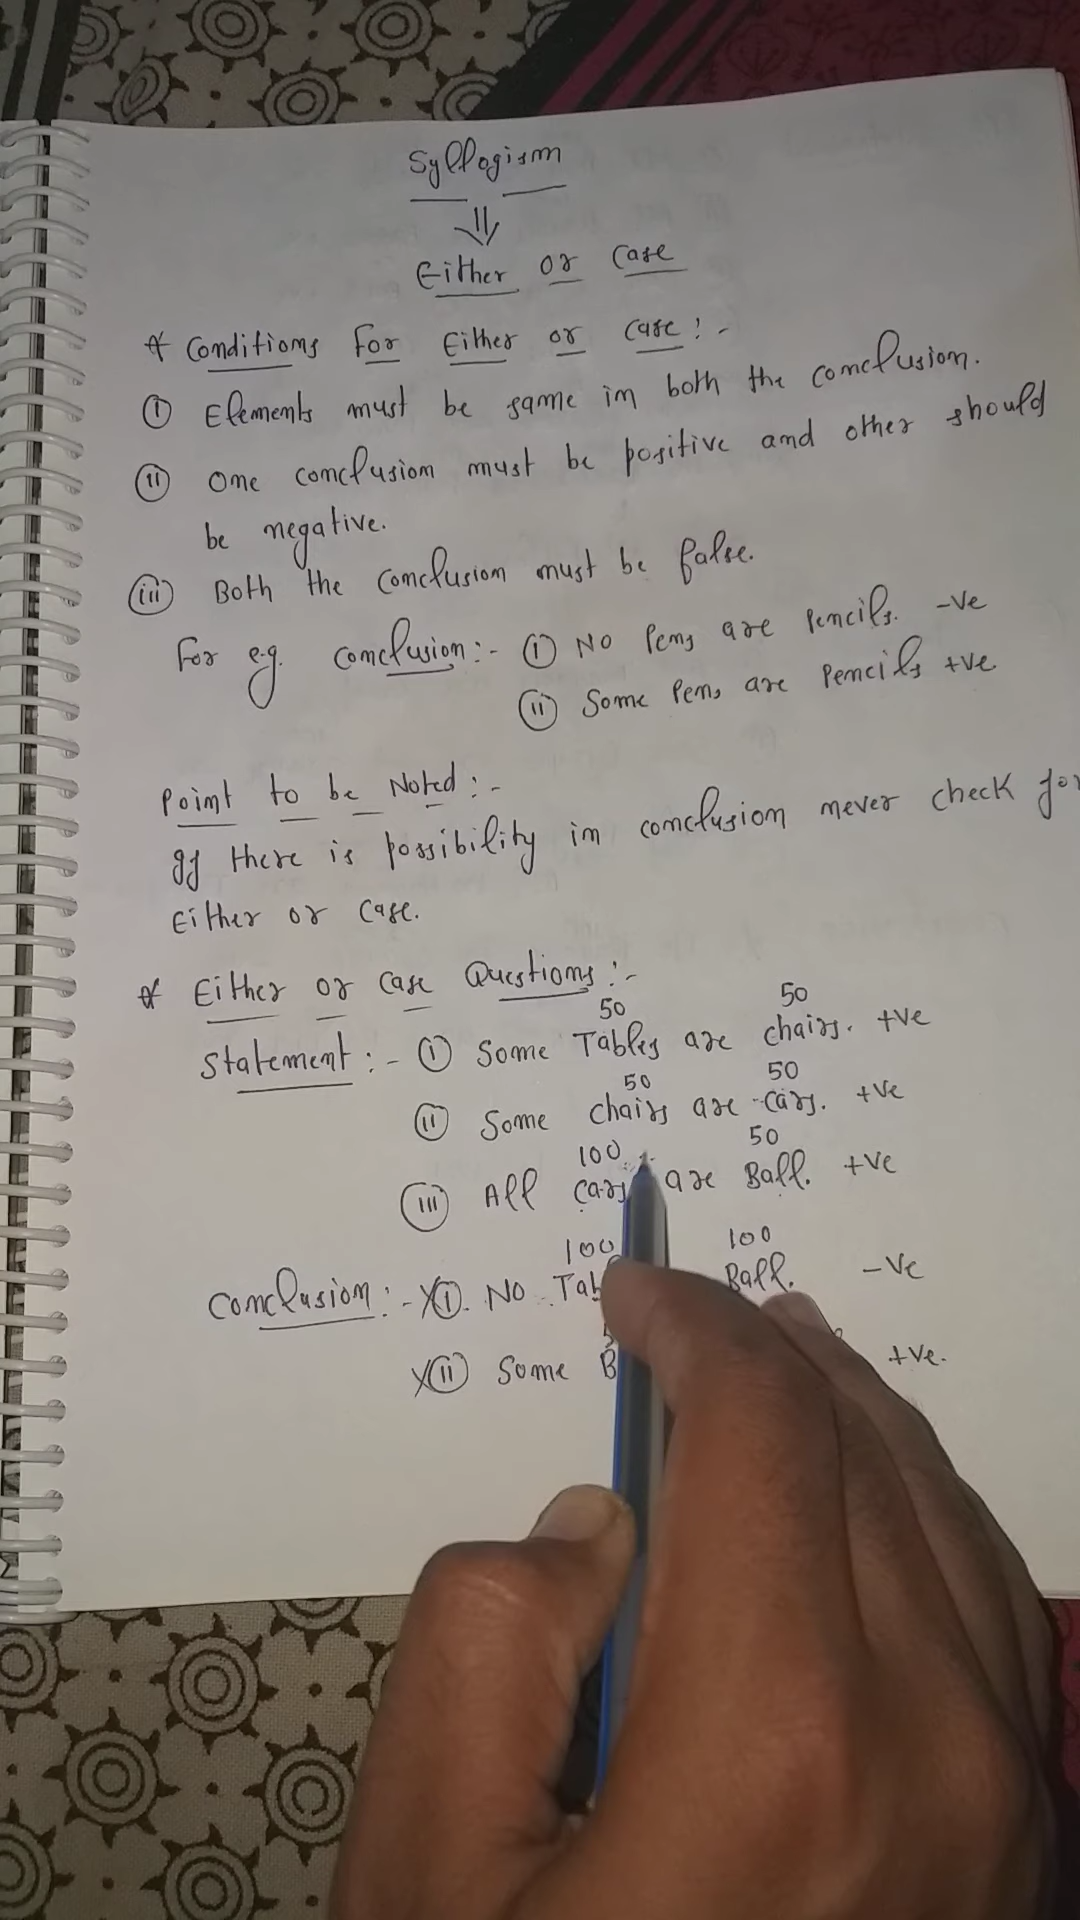 Syllogism
⇓
Either or Case
* Conditions For Either or case :-
(i) Elements must be same in both the conclusion.
(ii) One conclusion must be positive and other should
be negative.
(iii) Both the conclusion must be false.
For e.g. Conclusion :- (i) No Pens are Pencils. -ve
(ii) Some Pens are Pencils +ve
Point to be Noted :-
If there is possibility in conclusion never check for
Either or Case.
* Either or Case Questions :-
50 50
Statement :- (i) Some Tables are chairs. +ve
50 50
(ii) Some chairs are cars. +ve
100 50
(iii) All cars are Ball. +ve
100 100
Conclusion :- X(i). No Ball. -ve
X(ii) Some +ve.